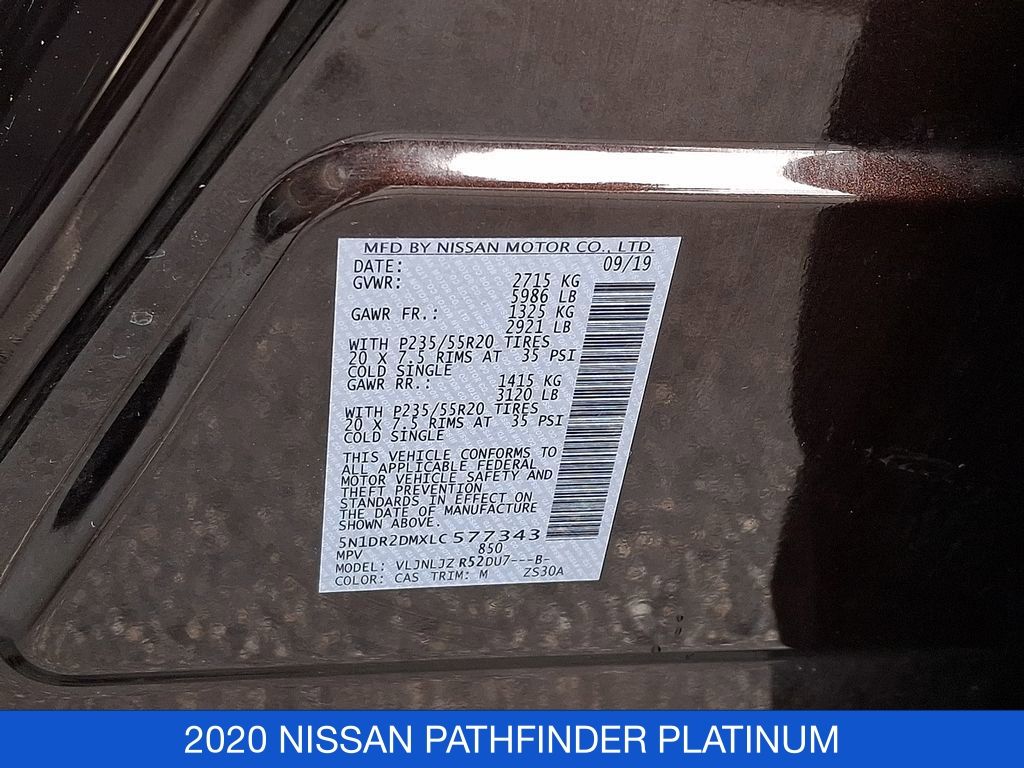 MFD BY NISSAN MOTOR CO., LTD.
DATE: 09/19
GVWR: 2715 KG
5986 LB
GAWR FR.: 1325 KG
2921 LB
WITH P235/55R20 TIRES
20 X 7.5 RIMS AT 35 PSI
COLD SINGLE
GAWR RR.: 1415 KG
3120 LB
WITH P235/55R20 TIRES
20 X 7.5 RIMS AT 35 PSI
COLD SINGLE
THIS VEHICLE CONFORMS TO
ALL APPLICABLE FEDERAL
MOTOR VEHICLE SAFETY AND
THEFT PREVENTION
STANDARDS IN EFFECT ON
THE DATE OF MANUFACTURE
SHOWN ABOVE.
5N1DR2DMXLC577343
MPV 850
MODEL: VLJNLJZ R52DU7---B-
COLOR: CAS TRIM: M ZS30A
2020 NISSAN PATHFINDER PLATINUM